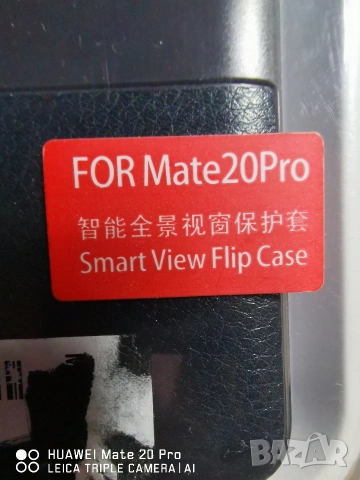 FOR Mate20Pro
智能全景视窗保护套
Smart View Flip Case
HUAWEI Mate 20 Pro
LEICA TRIPLE CAMERA | AI
BAZAR